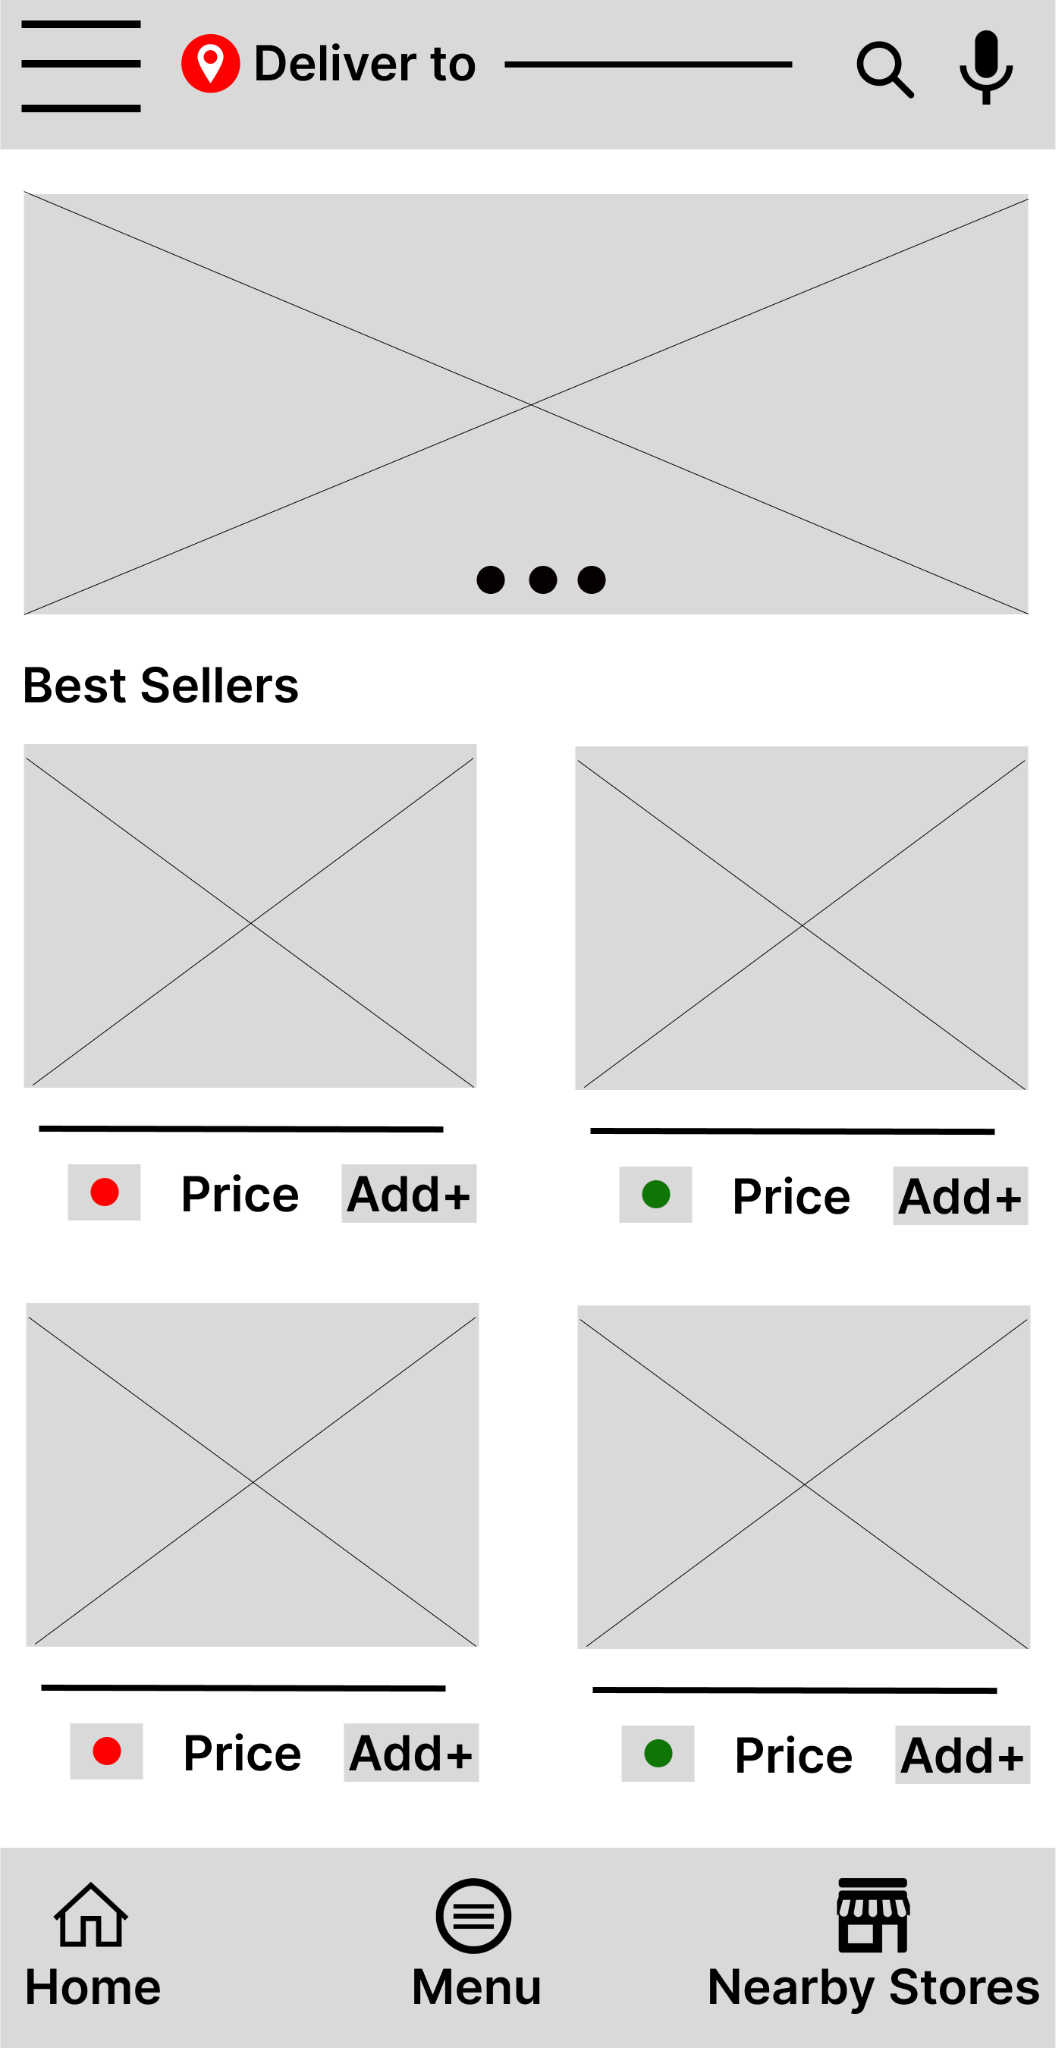 Deliver to
Best Sellers
Price Add+ Price Add+
Price Add+ Price Add+
Home Menu Nearby Stores